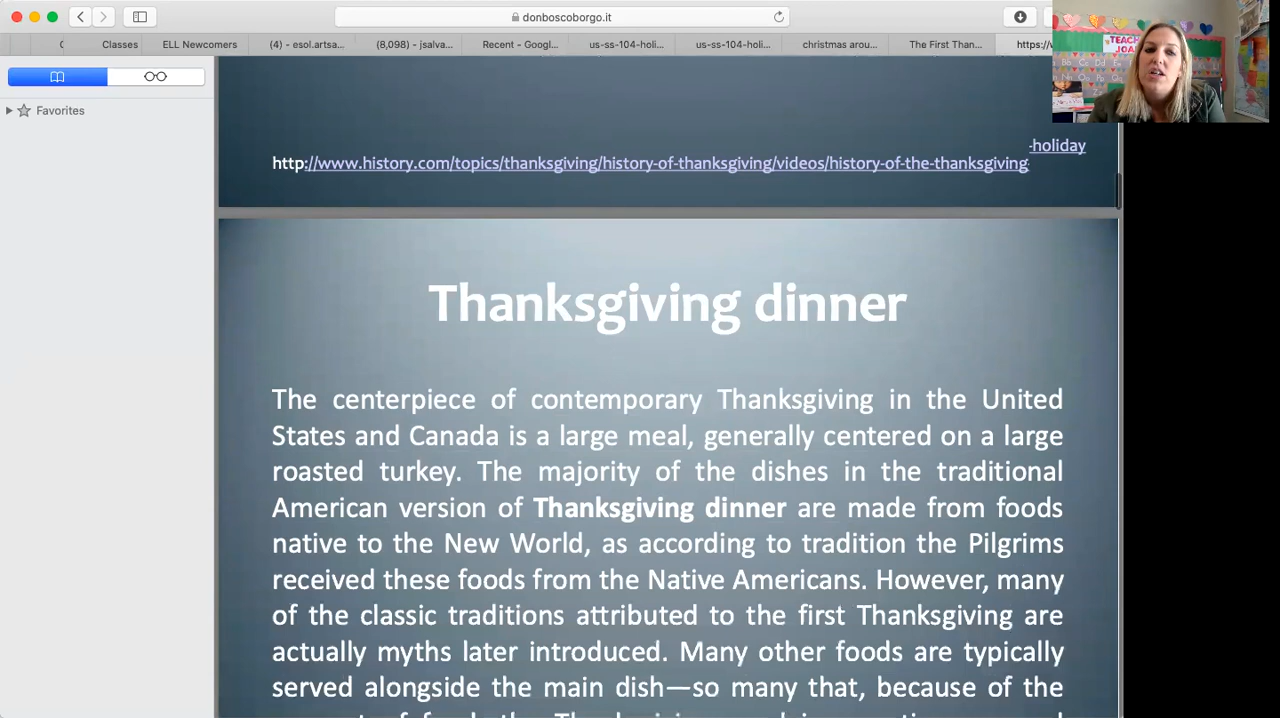 donboscoborgo.it
Classes
ELL Newcomers
(4) - esol.artsa...
(8,098) - jsalva...
Recent - Googl...
us-ss-104-holi...
us-ss-104-holi...
christmas arou...
The First Than...
https://v
Favorites
TEACH
JOA
-holiday
http://www.history.com/topics/thanksgiving/history-of-thanksgiving/videos/history-of-the-thanksgiving
Thanksgiving dinner
The centerpiece of contemporary Thanksgiving in the United
States and Canada is a large meal, generally centered on a large
roasted turkey. The majority of the dishes in the traditional
American version of Thanksgiving dinner are made from foods
native to the New World, as according to tradition the Pilgrims
received these foods from the Native Americans. However, many
of the classic traditions attributed to the first Thanksgiving are
actually myths later introduced. Many other foods are typically
served alongside the main dish—so many that, because of the